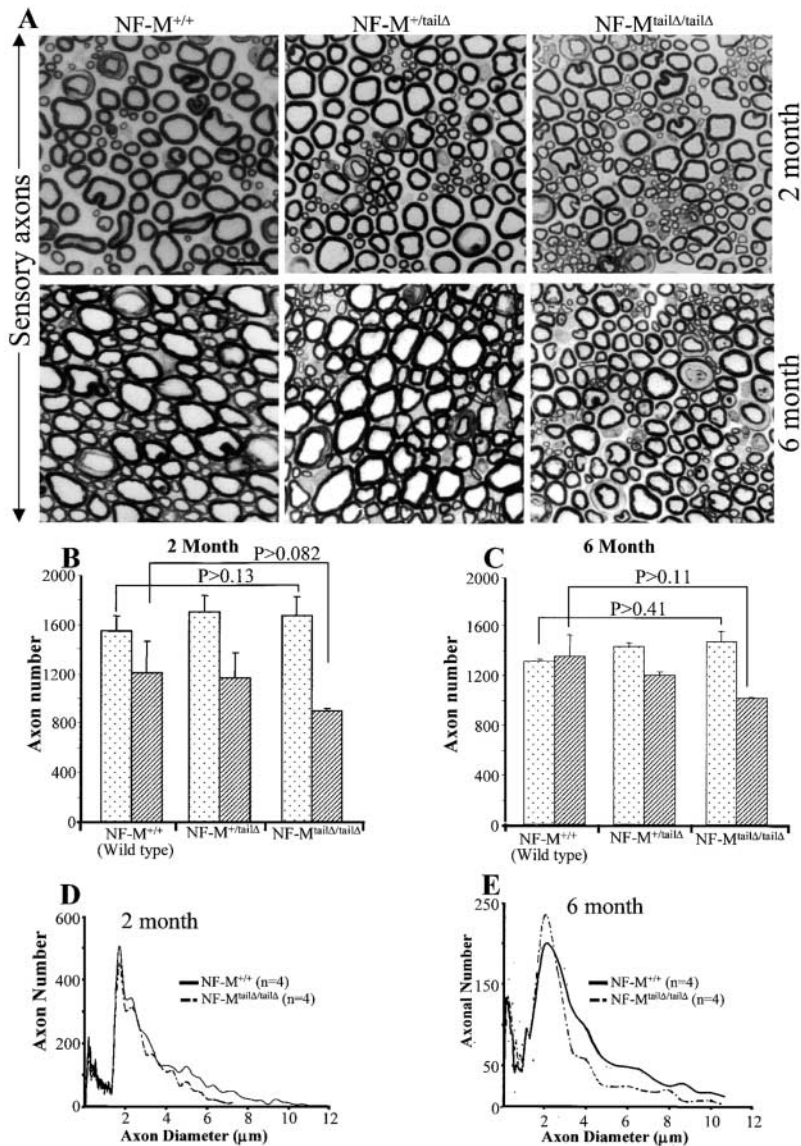 A
NF-M+/+
NF-M+/tailΔ
NF-MtailΔ/tailΔ
Sensory axons
2 month
6 month
B
2 Month
P>0.082
P>0.13
Axon number
2000
1600
1200
800
400
0
NF-M+/+
(Wild type)
NF-M+/tailΔ
NF-MtailΔ/tailΔ
C
6 Month
P>0.11
P>0.41
Axon number
2000
1600
1200
800
400
0
NF-M+/+
(Wild type)
NF-M+/tailΔ
NF-MtailΔ/tailΔ
D
2 month
Axon Number
600
400
200
0
NF-M+/+ (n=4)
NF-MtailΔ/tailΔ (n=4)
2 4 6 8 10 12
Axon Diameter (μm)
E
6 month
Axonal Number
250
150
50
0
NF-M+/+ (n=4)
NF-MtailΔ/tailΔ (n=4)
0 2 4 6 8 10 12
Axon Diameter (μm)